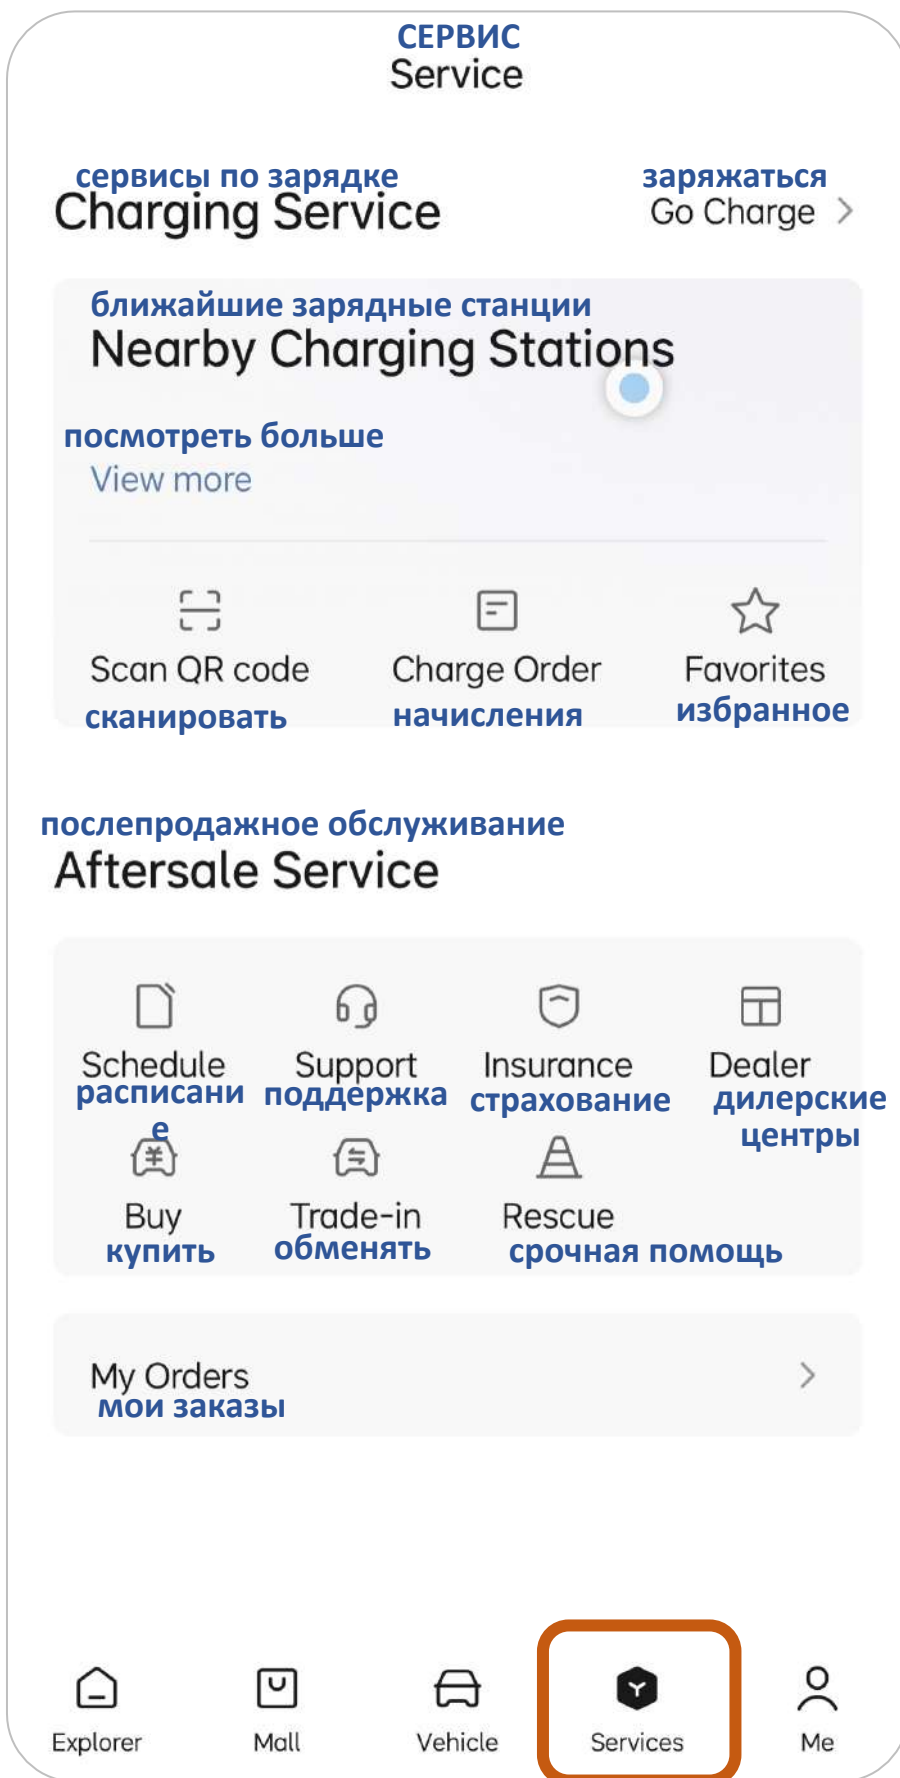 СЕРВИС
Service
сервисы по зарядке
заряжаться
Charging Service
Go Charge
ближайшие зарядные станции
Nearby Charging Stations
посмотреть больше
View more
Scan QR code
Charge Order
Favorites
сканировать
начисления
избранное
послепродажное обслуживание
Aftersale Service
Schedule
Support
Insurance
Dealer
расписани
е
поддержка
страхование
дилерские
центры
¥
Buy
Trade-in
Rescue
купить
обменять
срочная помощь
My Orders
мои заказы
Explorer
Mall
Vehicle
Services
Me